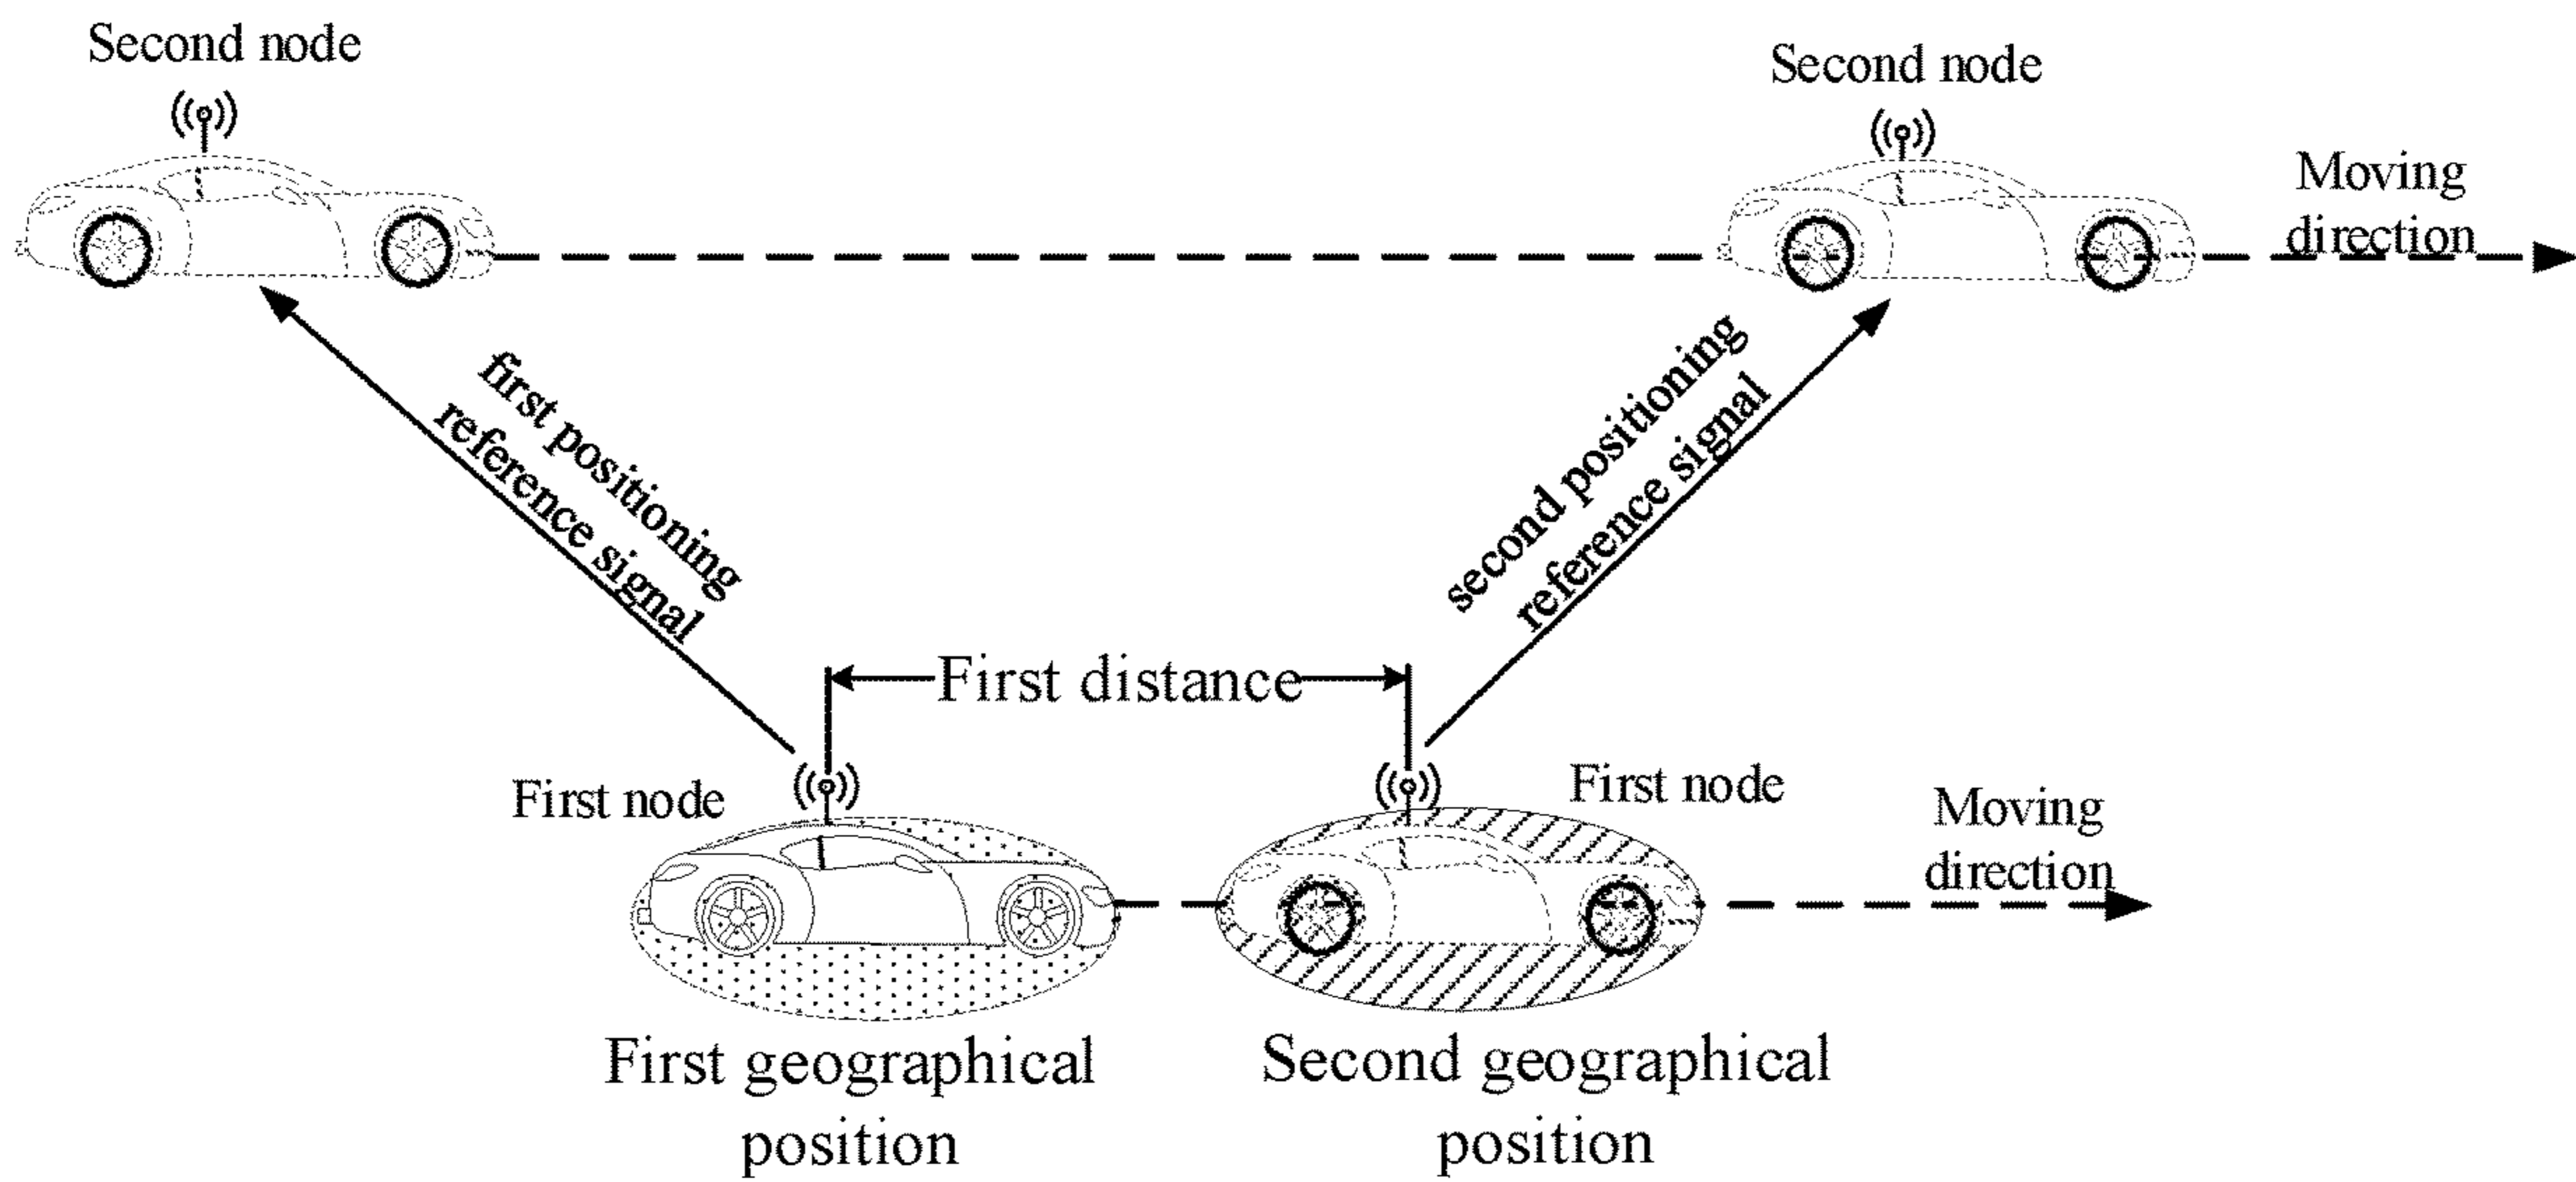 Second node
Second node
Moving
direction
first positioning
reference signal
second positioning
reference signal
First distance
First node
First node
Moving
direction
First geographical
position
Second geographical
position